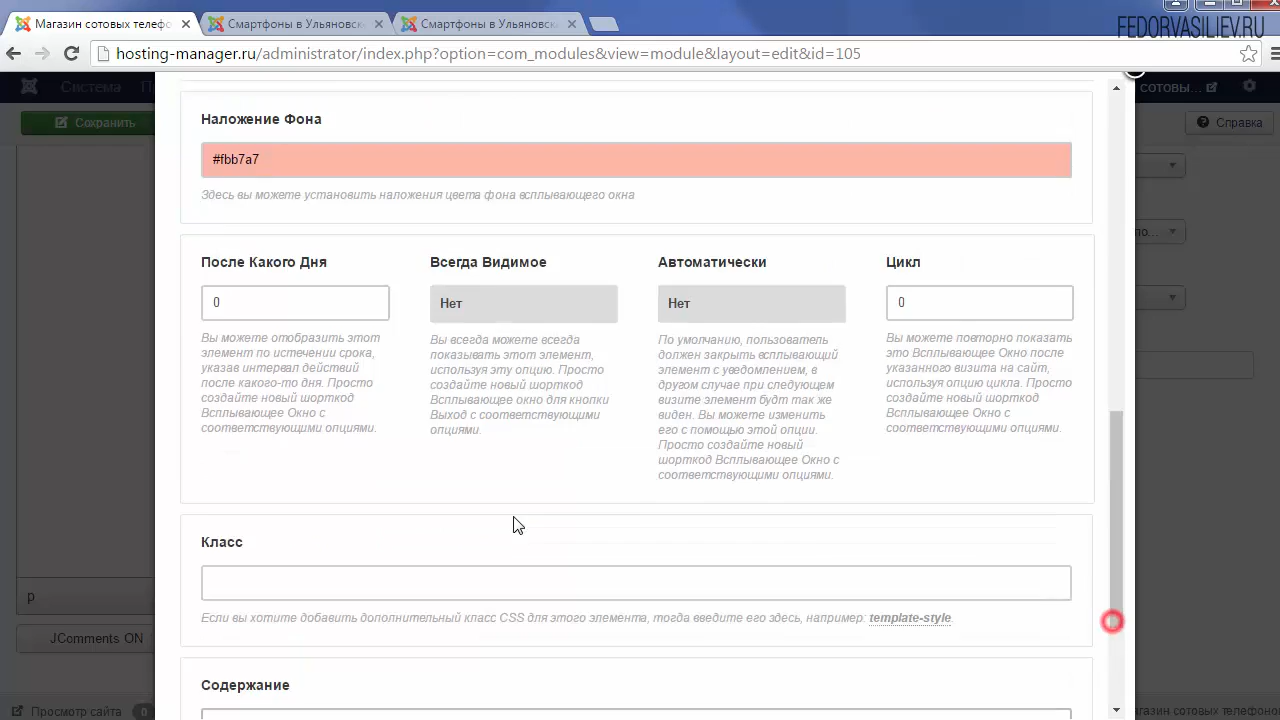 FEDORVASILIEV.RU
Магазин сотовых телефо
Смартфоны в Ульяновск
Смартфоны в Ульяновск
hosting-manager.ru/administrator/index.php?option=com_modules&view=module&layout=edit&id=105
Система
сотовы...
Сохранить
Справка
Наложение Фона
#fbb7a7
Здесь вы можете установить наложения цвета фона всплывающего окна
После Какого Дня
Всегда Видимое
Автоматически
Цикл
0
Нет
Нет
0
Вы можете отобразить этот
элемент по истечении срока,
указав интервал действий
после какого-то дня. Просто
создайте новый шорткод
Всплывающее Окно с
соответствующими опциями.
Вы всегда можете всегда
показывать этот элемент,
используя эту опцию. Просто
создайте новый шорткод
Всплывающее окно для кнопки
Выход с соответствующими
опциями.
По умолчанию, пользователь
должен закрыть всплывающий
элемент с уведомлением, в
другом случае при следующем
визите элемент будт так же
виден. Вы можете изменить
его с помощью этой опции.
Просто создайте новый
шорткод Всплывающее Окно с
соответствующими опциями.
Вы можете повторно показать
это Всплывающее Окно после
указанного визита на сайт,
используя опцию цикла. Просто
создайте новый шорткод
Всплывающее Окно с
соответствующими опциями.
по...
Класс
Если вы хотите добавить дополнительный класс CSS для этого элемента, тогда введите его здесь, например: template-style.
p
JComments ON
Содержание
Просмотр сайта 0
агазин сотовых телефоно